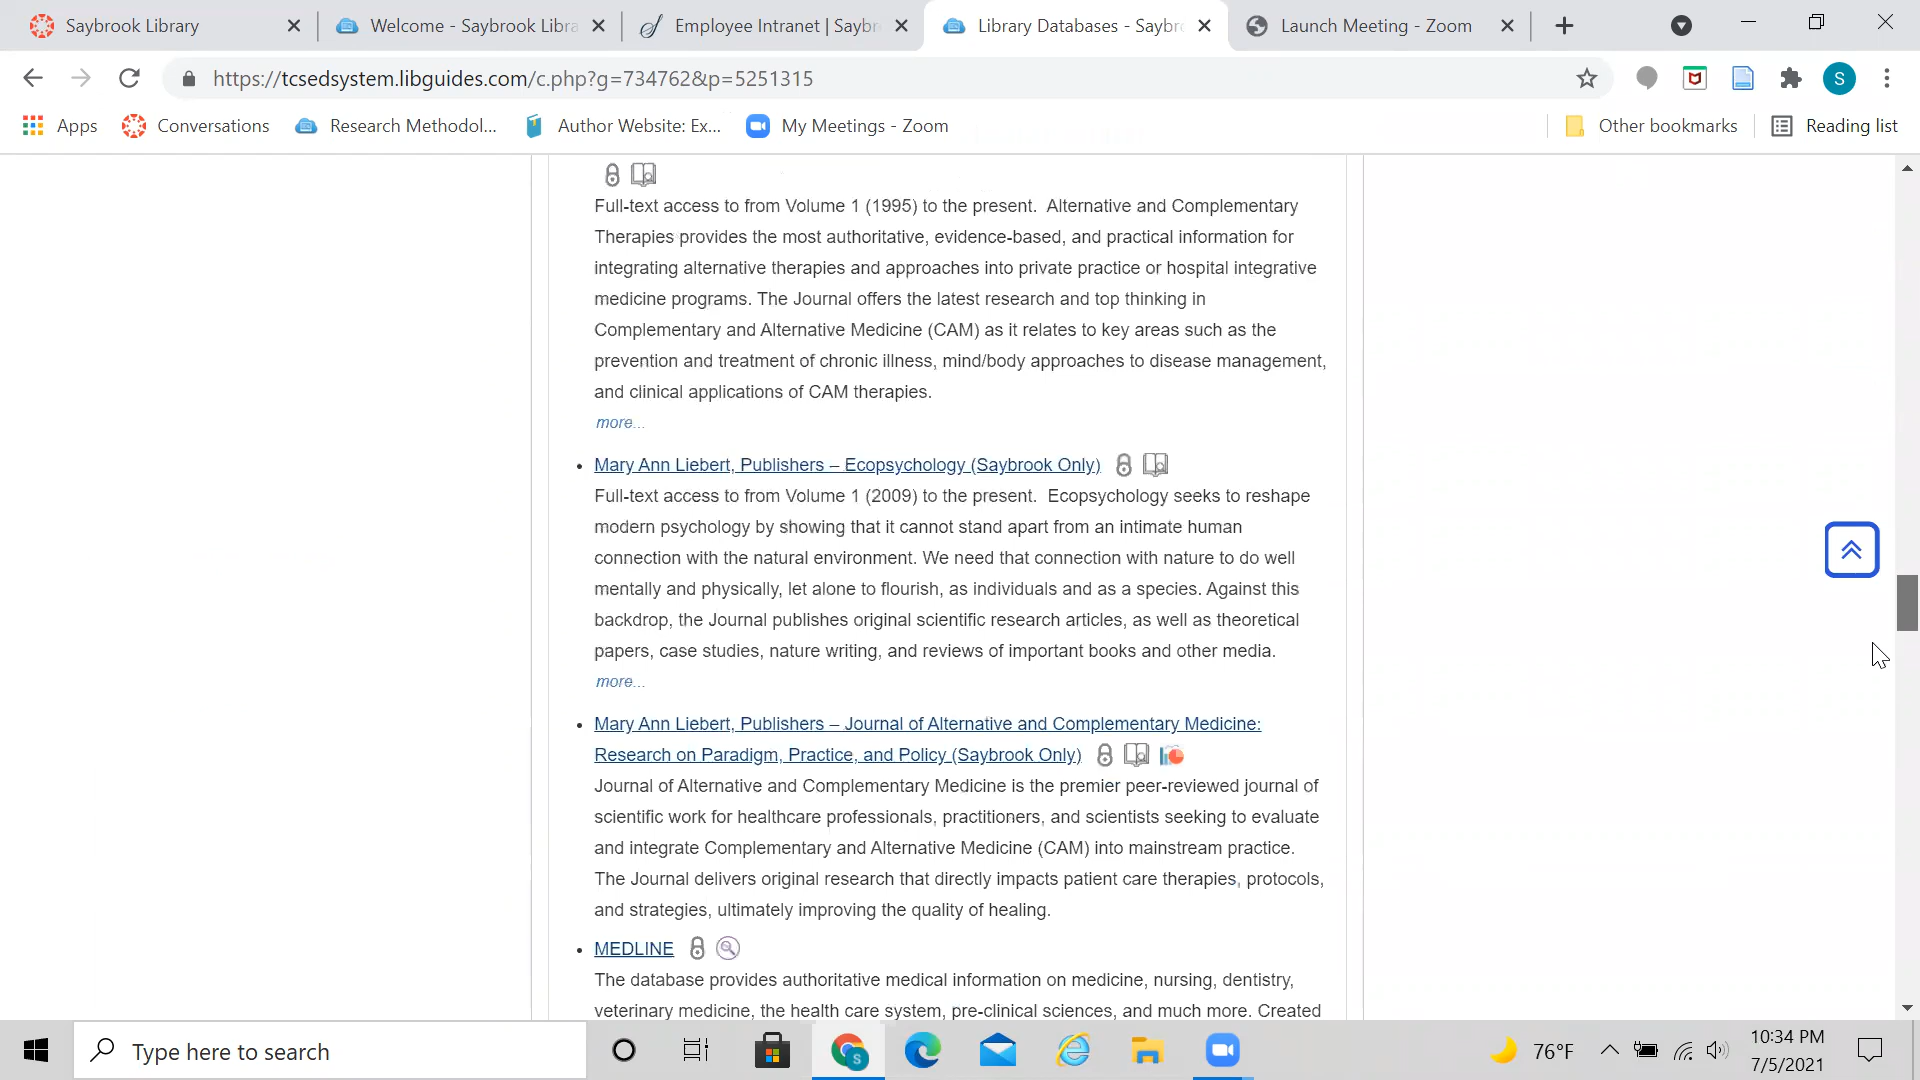 Saybrook Library
Welcome - Saybrook Libra
Employee Intranet | Saybr
Library Databases - Saybr
Launch Meeting - Zoom
https://tcsedsystem.libguides.com/c.php?g=734762&p=5251315
S
Apps
Conversations
Research Methodol...
Author Website: Ex...
My Meetings - Zoom
Other bookmarks
Reading list
Full-text access to from Volume 1 (1995) to the present.  Alternative and Complementary
Therapies provides the most authoritative, evidence-based, and practical information for
integrating alternative therapies and approaches into private practice or hospital integrative
medicine programs. The Journal offers the latest research and top thinking in
Complementary and Alternative Medicine (CAM) as it relates to key areas such as the
prevention and treatment of chronic illness, mind/body approaches to disease management,
and clinical applications of CAM therapies.
more...
• Mary Ann Liebert, Publishers – Ecopsychology (Saybrook Only)
Full-text access to from Volume 1 (2009) to the present.  Ecopsychology seeks to reshape
modern psychology by showing that it cannot stand apart from an intimate human
connection with the natural environment. We need that connection with nature to do well
mentally and physically, let alone to flourish, as individuals and as a species. Against this
backdrop, the Journal publishes original scientific research articles, as well as theoretical
papers, case studies, nature writing, and reviews of important books and other media.
more...
• Mary Ann Liebert, Publishers – Journal of Alternative and Complementary Medicine:
Research on Paradigm, Practice, and Policy (Saybrook Only)
Journal of Alternative and Complementary Medicine is the premier peer-reviewed journal of
scientific work for healthcare professionals, practitioners, and scientists seeking to evaluate
and integrate Complementary and Alternative Medicine (CAM) into mainstream practice.
The Journal delivers original research that directly impacts patient care therapies, protocols,
and strategies, ultimately improving the quality of healing.
• MEDLINE
The database provides authoritative medical information on medicine, nursing, dentistry,
veterinary medicine, the health care system, pre-clinical sciences, and much more. Created
Type here to search
S
76°F
10:34 PM
7/5/2021